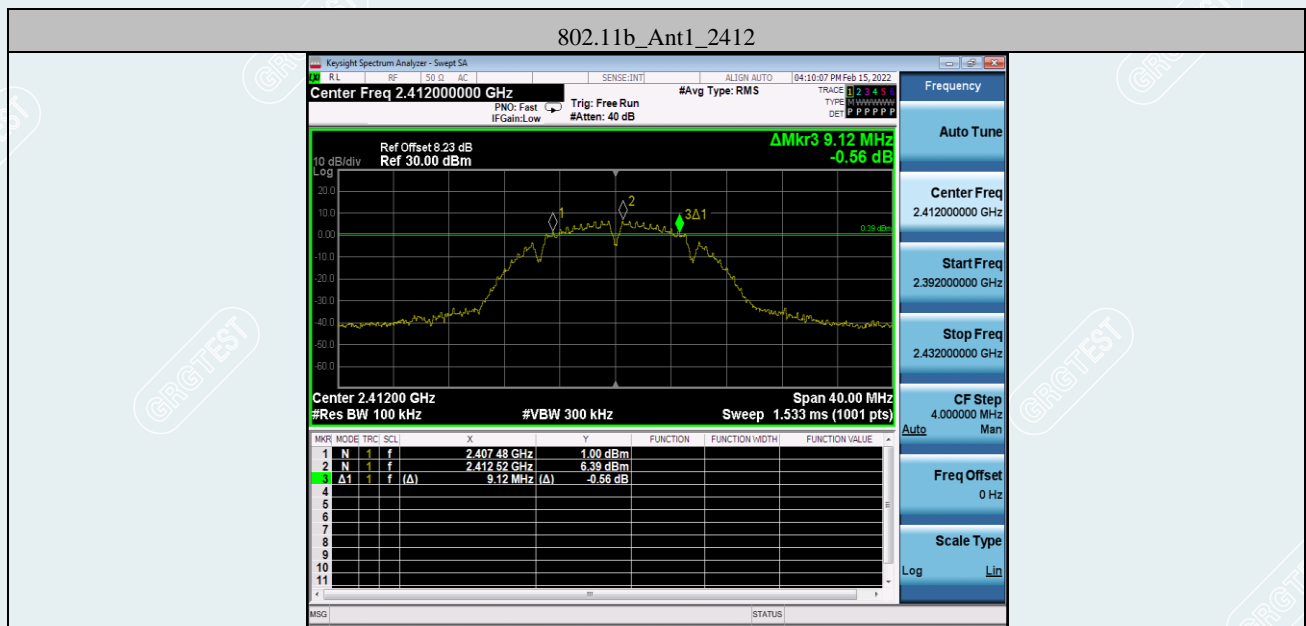 802.11b_Ant1_2412
Keysight Spectrum Analyzer - Swept SA
LXI RL RF 50 Ω AC SENSE:INT ALIGN AUTO 04:10:07 PM Feb 15, 2022
Center Freq 2.412000000 GHz
PNO: Fast
IFGain:Low
Trig: Free Run
#Atten: 40 dB
#Avg Type: RMS
TRACE 1 2 3 4 5 6
TYPE M WWWWW
DET P P P P P P
Frequency
Auto Tune
Center Freq
2.412000000 GHz
Start Freq
2.392000000 GHz
Stop Freq
2.432000000 GHz
CF Step
4.000000 MHz
Auto Man
Freq Offset
0 Hz
Scale Type
Log Lin
ΔMkr3 9.12 MHz
-0.56 dB
Ref Offset 8.23 dB
10 dB/div Ref 30.00 dBm
Log
20.0
10.0
0.00
-10.0
-20.0
-30.0
-40.0
-50.0
-60.0
1
2
3Δ1
0.39 dBm
Center 2.41200 GHz Span 40.00 MHz
#Res BW 100 kHz #VBW 300 kHz Sweep 1.533 ms (1001 pts)
MKR MODE TRC SCL X Y FUNCTION FUNCTION WIDTH FUNCTION VALUE
1 N 1 f 2.407 48 GHz 1.00 dBm
2 N 1 f 2.412 52 GHz 6.39 dBm
3 Δ1 1 f (Δ) 9.12 MHz (Δ) -0.56 dB
4
5
6
7
8
9
10
11
MSG STATUS
GRGTEST
GRGTEST
GRGTEST
GRGTEST